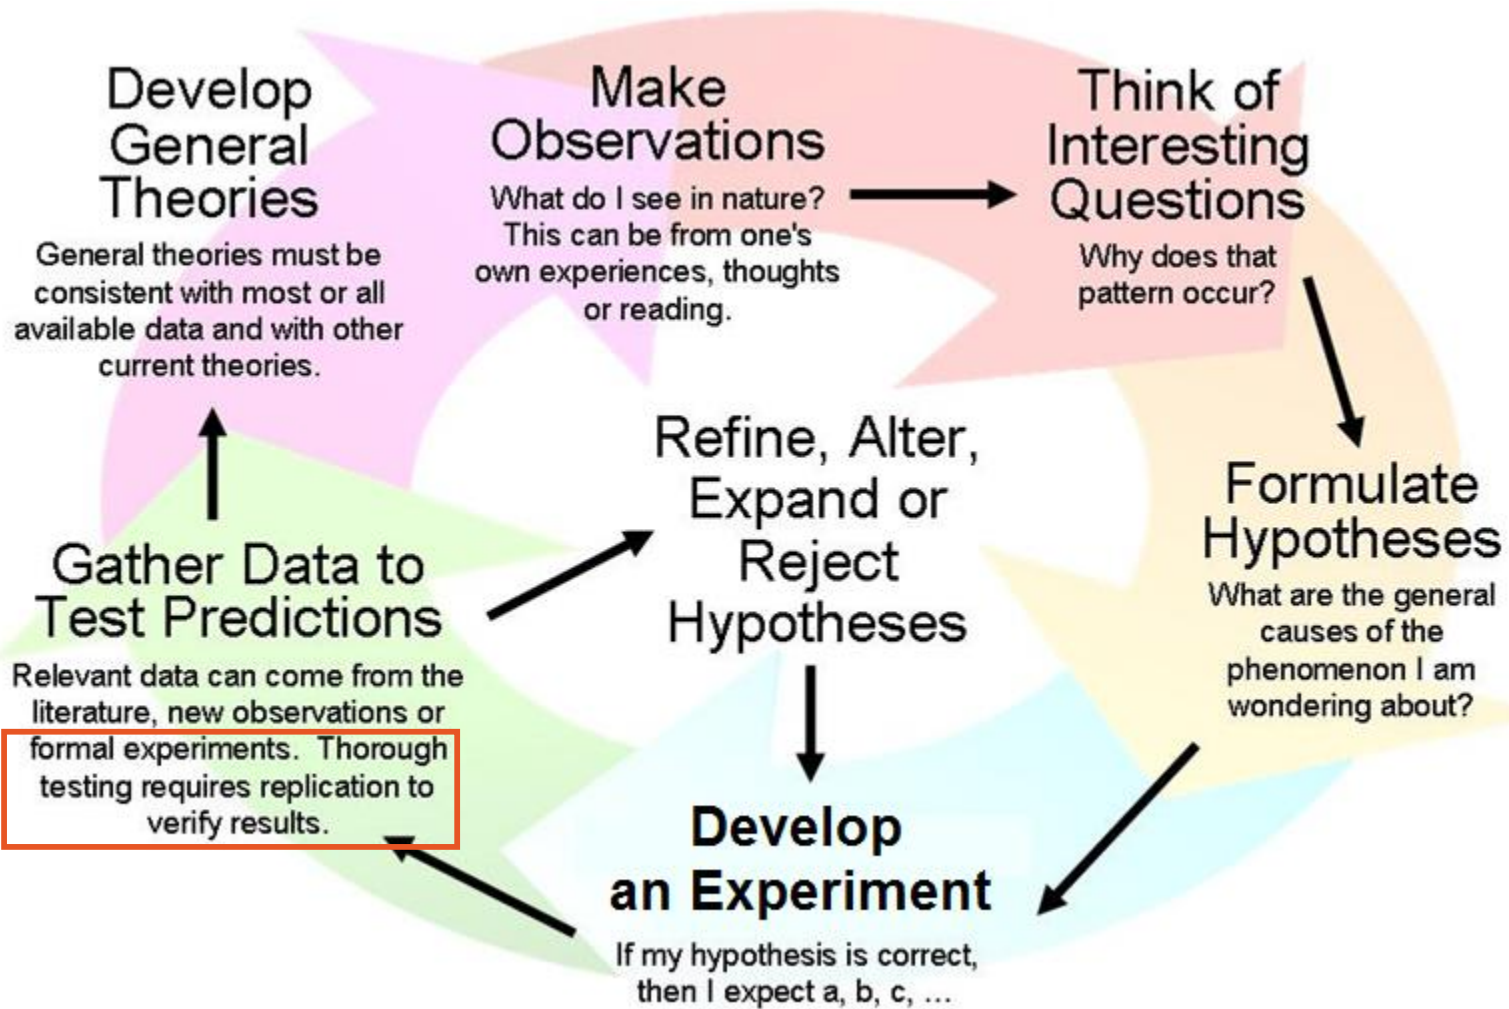 Develop
General
Theories
General theories must be
consistent with most or all
available data and with other
current theories.
Make
Observations
What do I see in nature?
This can be from one's
own experiences, thoughts
or reading.
Think of
Interesting
Questions
Why does that
pattern occur?
Formulate
Hypotheses
What are the general
causes of the
phenomenon I am
wondering about?
Refine, Alter,
Expand or
Reject
Hypotheses
Develop
an Experiment
If my hypothesis is correct,
then I expect a, b, c, ...
Gather Data to
Test Predictions
Relevant data can come from the
literature, new observations or
formal experiments.  Thorough
testing requires replication to
verify results.